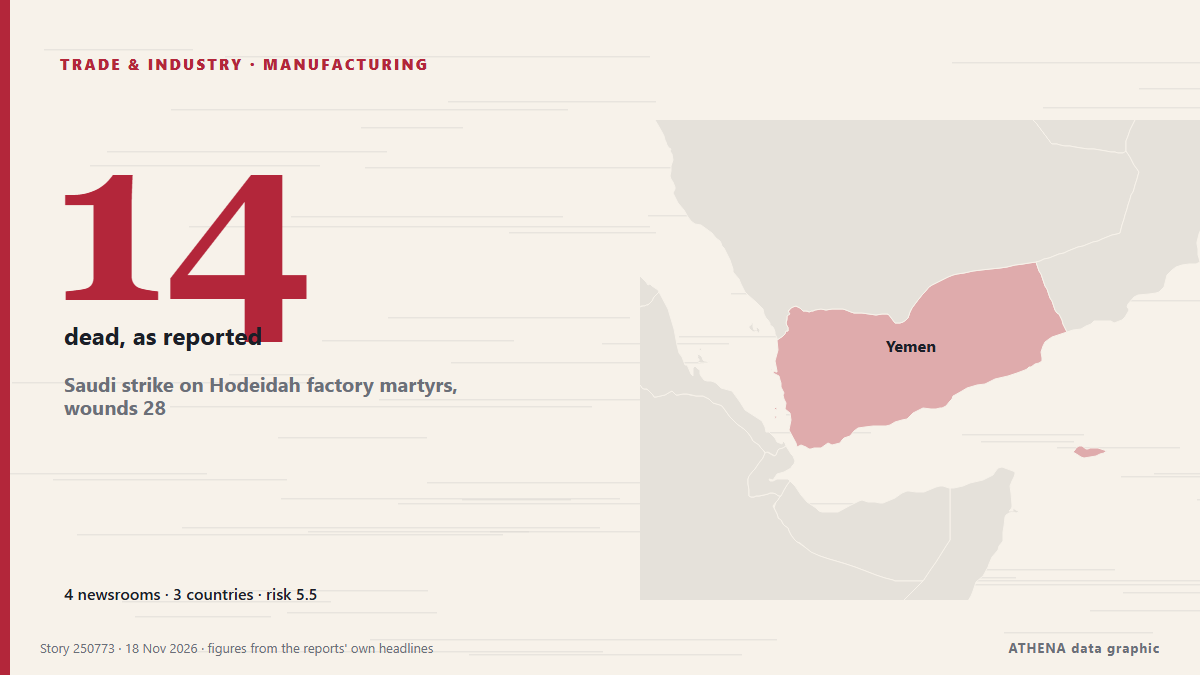 TRADE & INDUSTRY · MANUFACTURING
14
dead, as reported
Saudi strike on Hodeidah factory martyrs,
wounds 28
Yemen
4 newsrooms · 3 countries · risk 5.5
Story 250773 · 18 Nov 2026 · figures from the reports' own headlines
ATHENA data graphic